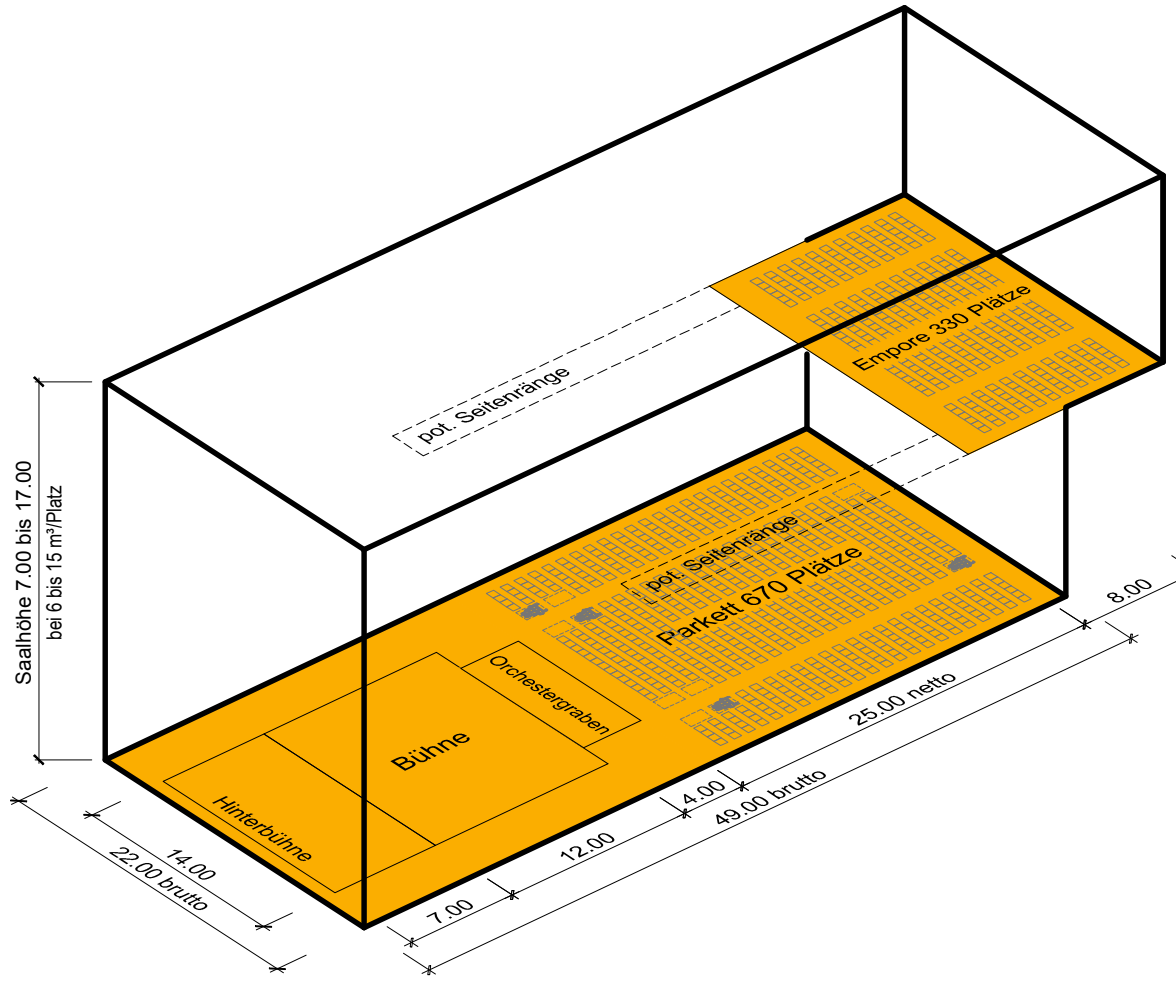 Empore 330 Plätze
pot. Seitenränge
Saalhöhe 7.00 bis 17.00
bei 6 bis 15 m³/Platz
pot. Seitenränge
Parkett 670 Plätze
Orchestergraben
Bühne
Hinterbühne
8.00
25.00 netto
4.00
49.00 brutto
12.00
7.00
14.00
22.00 brutto